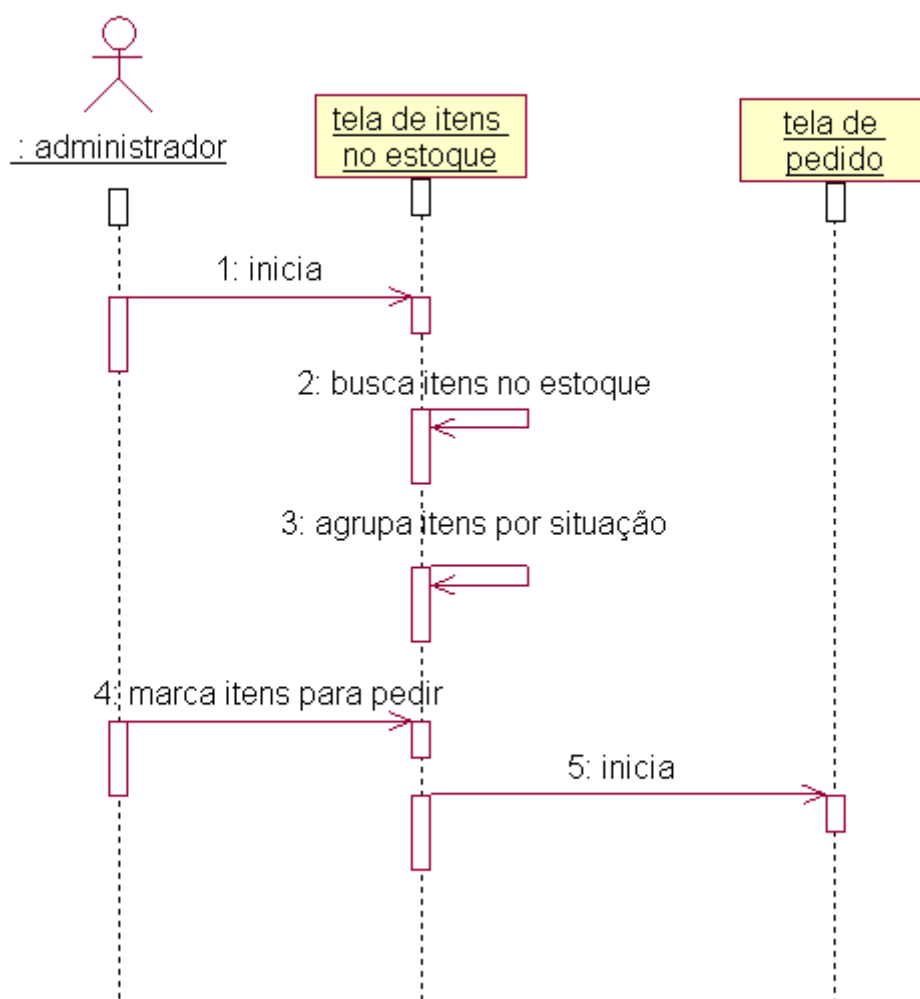 : administrador
tela de itens
no estoque
tela de
pedido
1: inicia
2: busca itens no estoque
3: agrupa itens por situação
4: marca itens para pedir
5: inicia